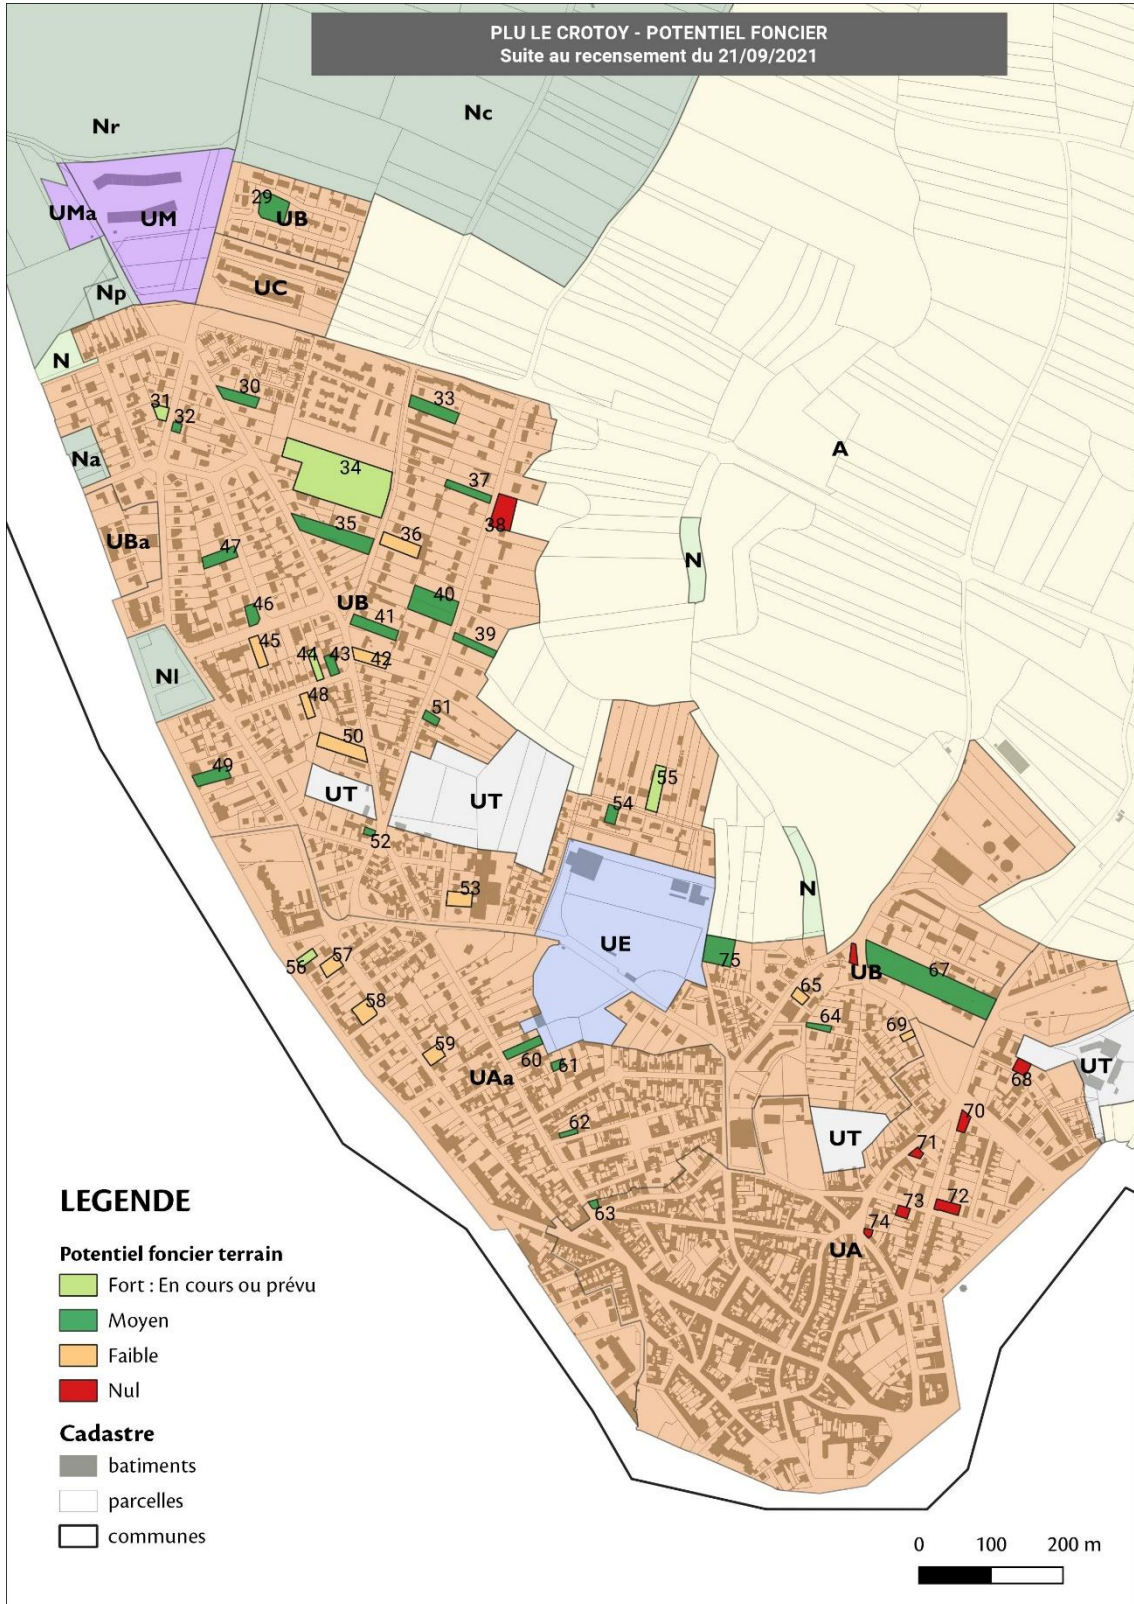 PLU LE CROTOY - POTENTIEL FONCIER
Suite au recensement du 21/09/2021
Nc
Nr
29
UMa
UM
UB
UC
Np
N
30
33
31
32
A
Na
34
37
35
38
36
UBa
47
N
40
46
UB
41
45
39
44
43
42
Nl
48
51
50
49
55
UT
UT
54
52
53
N
UE
57
75
UB
67
56
65
58
64
69
59
60
61
UAa
UT
68
70
62
UT
71
LEGENDE
73
72
63
74
UA
Potentiel foncier terrain
Fort : En cours ou prévu
Moyen
Faible
Nul
Cadastre
batiments
parcelles
communes
0 100 200 m